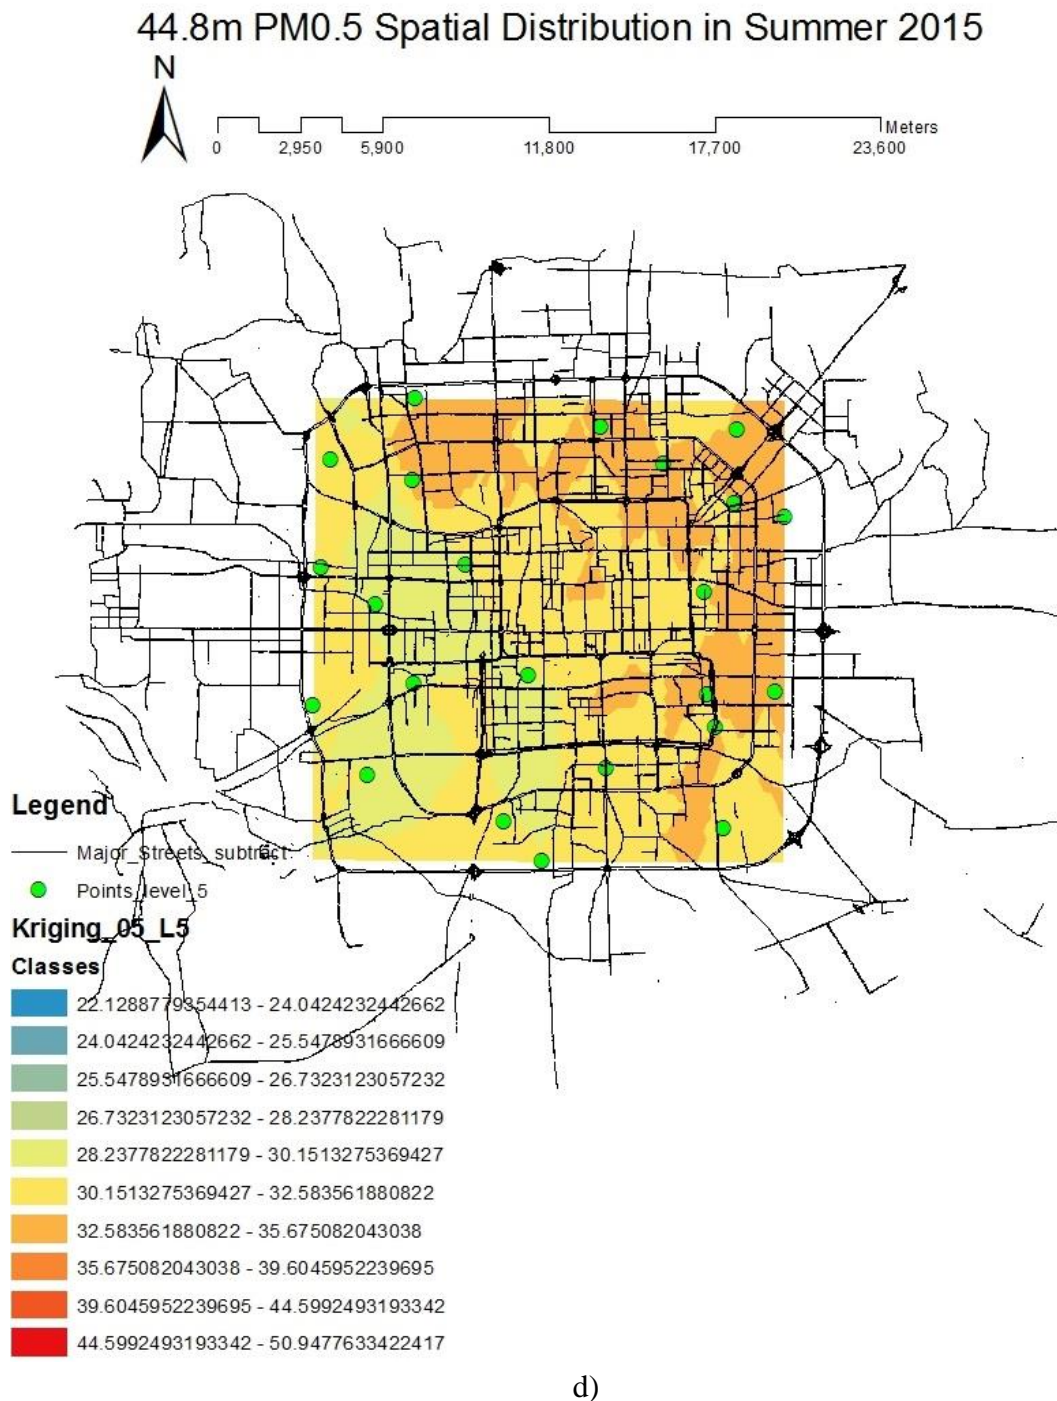 44.8m PM0.5 Spatial Distribution in Summer 2015
N
Meters
0 2,950 5,900 11,800 17,700 23,600
Legend
Major_Streets_subtract
Points_level_5
Kriging_05_L5
Classes
22.1288779354413 - 24.0424232442662
24.0424232442662 - 25.5478931666609
25.5478931666609 - 26.7323123057232
26.7323123057232 - 28.2377822281179
28.2377822281179 - 30.1513275369427
30.1513275369427 - 32.583561880822
32.583561880822 - 35.675082043038
35.675082043038 - 39.6045952239695
39.6045952239695 - 44.5992493193342
44.5992493193342 - 50.9477633422417
d)